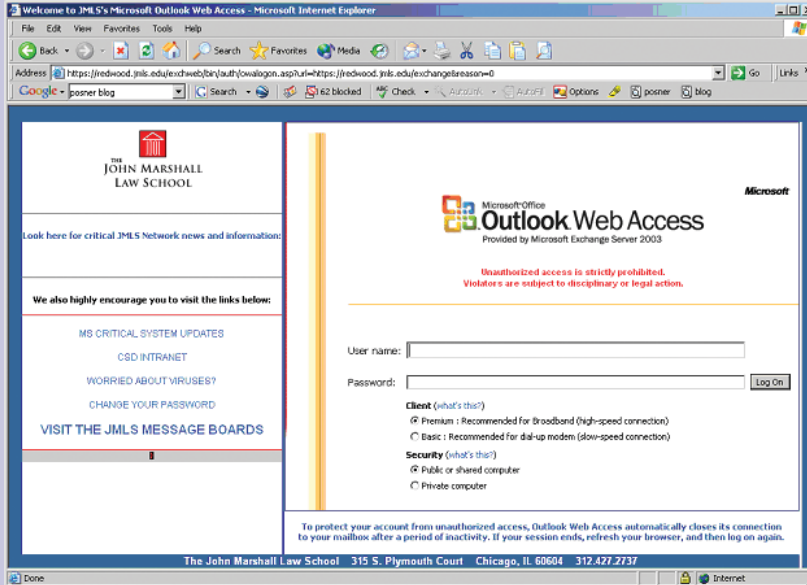 Welcome to JMLS's Microsoft Outlook Web Access - Microsoft Internet Explorer
File Edit View Favorites Tools Help
Back Search Favorites Media
Address https://redwood.jmls.edu/exchweb/bin/auth/owalogon.asp?url=https://redwood.jmls.edu/exchange&reason=0 Go Links
Google posner blog Search 162 blocked Check AutoLink AutoFill Options posner blog
THE
JOHN MARSHALL
LAW SCHOOL
Look here for critical JMLS Network news and information:
We also highly encourage you to visit the links below:
MS CRITICAL SYSTEM UPDATES
CSD INTRANET
WORRIED ABOUT VIRUSES?
CHANGE YOUR PASSWORD
VISIT THE JMLS MESSAGE BOARDS
Microsoft
Microsoft Office
Outlook Web Access
Provided by Microsoft Exchange Server 2003
Unauthorized access is strictly prohibited.
Violators are subject to disciplinary or legal action.
User name:
Password: Log On
Client (what's this?)
Premium : Recommended for Broadband (high-speed connection)
Basic : Recommended for dial-up modem (slow-speed connection)
Security (what's this?)
Public or shared computer
Private computer
To protect your account from unauthorized access, Outlook Web Access automatically closes its connection
to your mailbox after a period of inactivity. If your session ends, refresh your browser, and then log on again.
The John Marshall Law School 315 S. Plymouth Court Chicago, IL 60604 312.427.2737
Done Internet